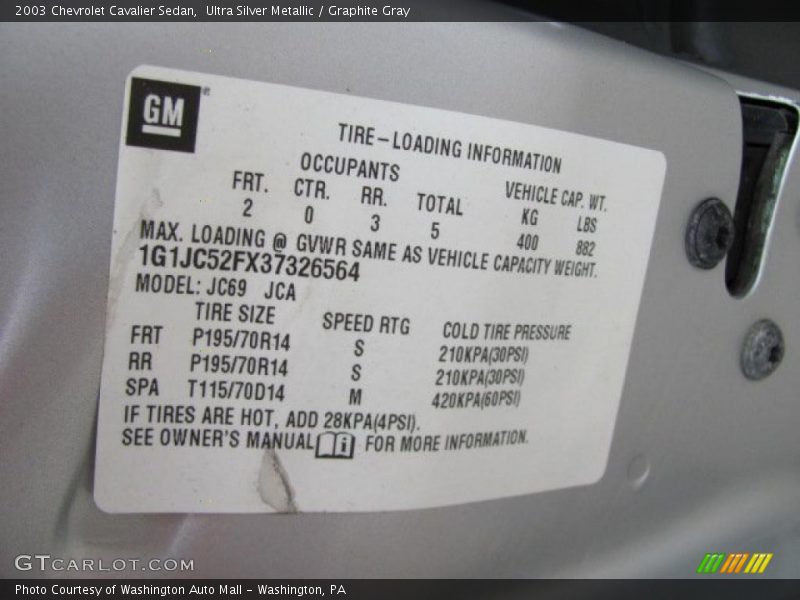 2003 Chevrolet Cavalier Sedan, Ultra Silver Metallic / Graphite Gray
GM
TIRE-LOADING INFORMATION
OCCUPANTS
VEHICLE CAP. WT.
FRT. CTR. RR. TOTAL KG LBS
2 0 3 5 400 882
MAX. LOADING @ GVWR SAME AS VEHICLE CAPACITY WEIGHT.
1G1JC52FX37326564
MODEL: JC69 JCA
TIRE SIZE SPEED RTG COLD TIRE PRESSURE
FRT P195/70R14 S 210KPA(30PSI)
RR P195/70R14 S 210KPA(30PSI)
SPA T115/70D14 M 420KPA(60PSI)
IF TIRES ARE HOT, ADD 28KPA(4PSI).
SEE OWNER'S MANUAL i FOR MORE INFORMATION.
GTCARLOT.COM
Photo Courtesy of Washington Auto Mall - Washington, PA